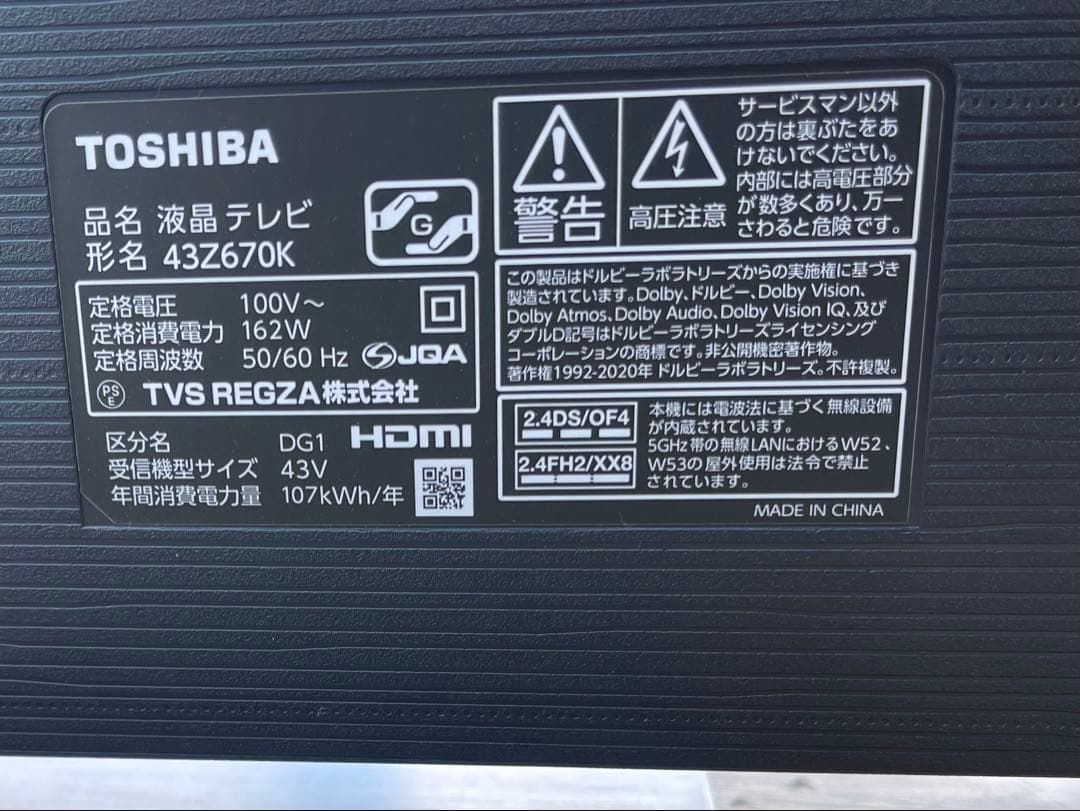 TOSHIBA
品名 液晶テレビ
形名 43Z670K
G
定格電圧 100V～
定格消費電力 162W
定格周波数 50/60 Hz
JQA
PS
E
TVS REGZA株式会社
区分名 DG1
HDMI
受信機型サイズ 43V
年間消費電力量 107kWh/年
警告
高圧注意
サービスマン以外
の方は裏ぶたをあ
けないでください。
内部には高電圧部分
が数多くあり、万一
さわると危険です。
この製品はドルビーラボラトリーズからの実施権に基づき
製造されています。Dolby、ドルビー、Dolby Vision、
Dolby Atmos、Dolby Audio、Dolby Vision IQ、及び
ダブルD記号はドルビーラボラトリーズライセンシング
コーポレーションの商標です。非公開機密著作物。
著作権1992-2020年 ドルビーラボラトリーズ。不許複製。
2.4DS/OF4
2.4FH2/XX8
本機には電波法に基づく無線設備
が内蔵されています。
5GHz帯の無線LANにおけるW52、
W53の屋外使用は法令で禁止
されています。
MADE IN CHINA